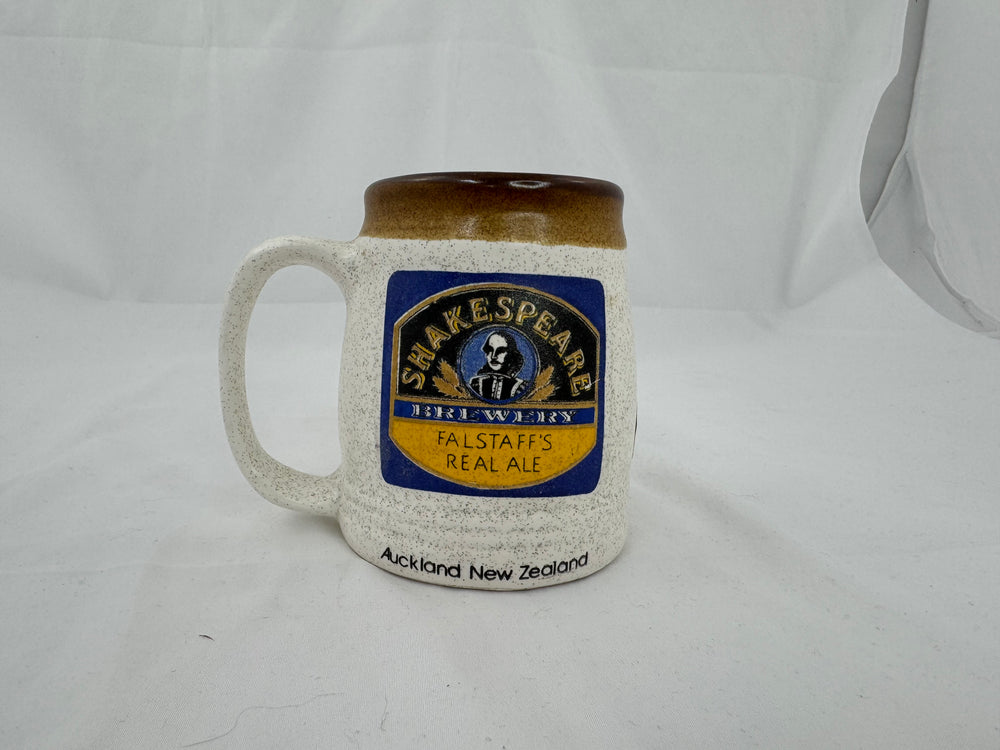 SHAKESPEARE
BREWERY
FALSTAFF'S
REAL ALE
Auckland New Zealand